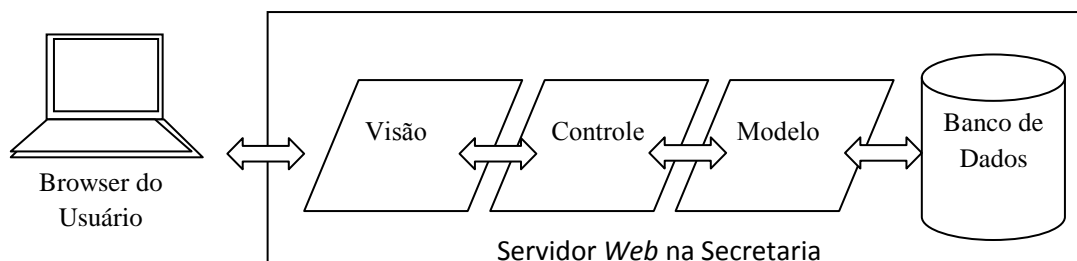 Visão
Controle
Modelo
Banco de
Dados
Browser do
Usuário
Servidor Web na Secretaria